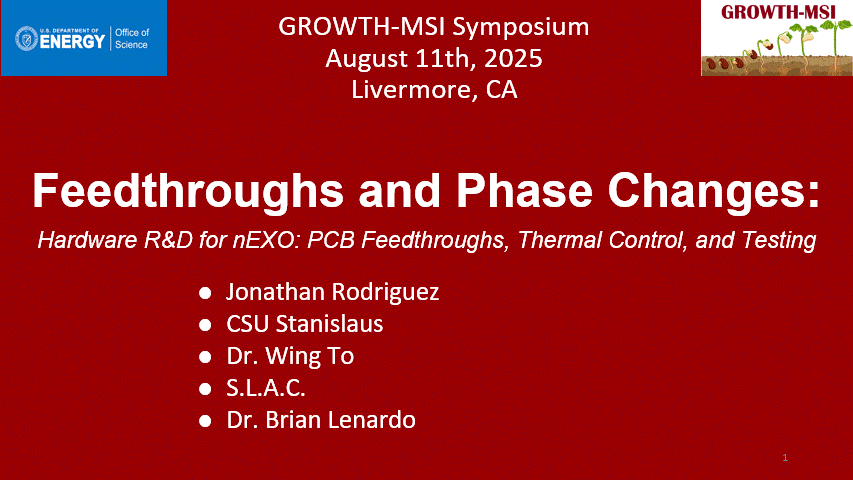 U.S. DEPARTMENT OF
ENERGY
Office of
Science
GROWTH-MSI Symposium
August 11th, 2025
Livermore, CA
GROWTH-MSI
Feedthroughs and Phase Changes:
Hardware R&D for nEXO: PCB Feedthroughs, Thermal Control, and Testing
● Jonathan Rodriguez
● CSU Stanislaus
● Dr. Wing To
● S.L.A.C.
● Dr. Brian Lenardo
1